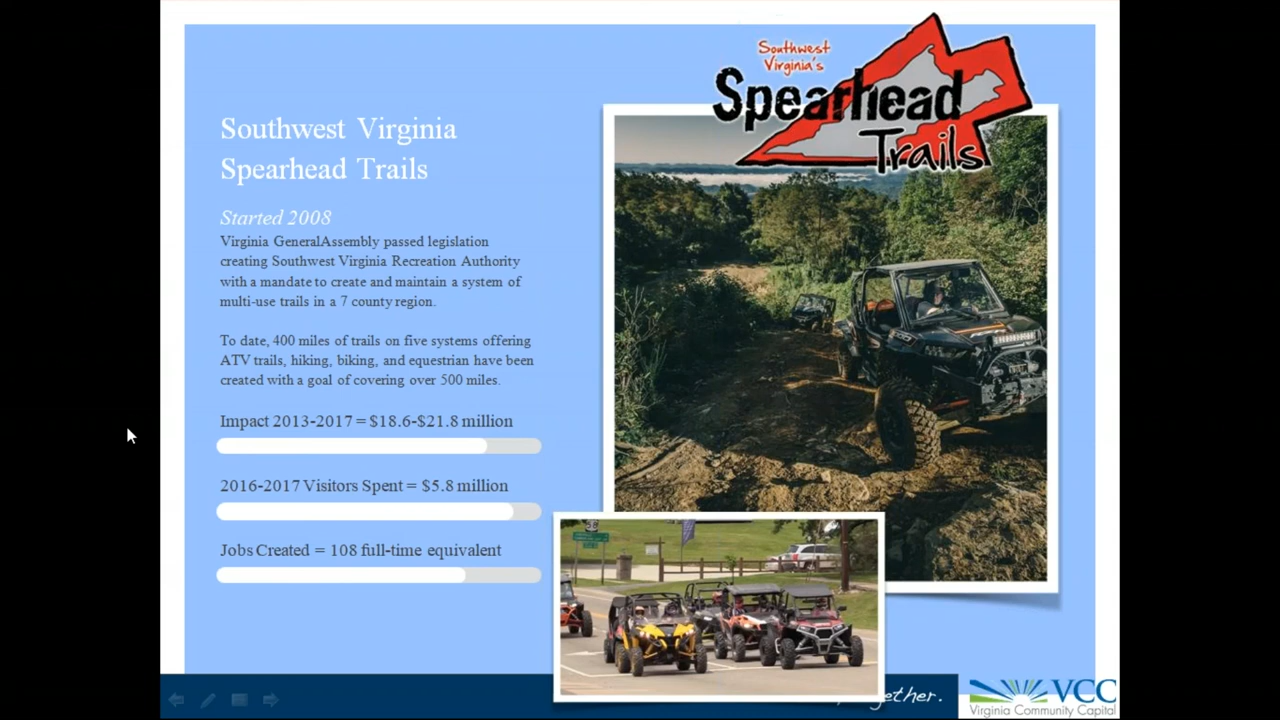 Southwest
Virginia's
Spearhead
Trails
Southwest Virginia
Spearhead Trails
Started 2008
Virginia GeneralAssembly passed legislation
creating Southwest Virginia Recreation Authority
with a mandate to create and maintain a system of
multi-use trails in a 7 county region.
To date, 400 miles of trails on five systems offering
ATV trails, hiking, biking, and equestrian have been
created with a goal of covering over 500 miles.
Impact 2013-2017 = $18.6-$21.8 million
2016-2017 Visitors Spent = $5.8 million
Jobs Created = 108 full-time equivalent
VCC
Virginia Community Capital